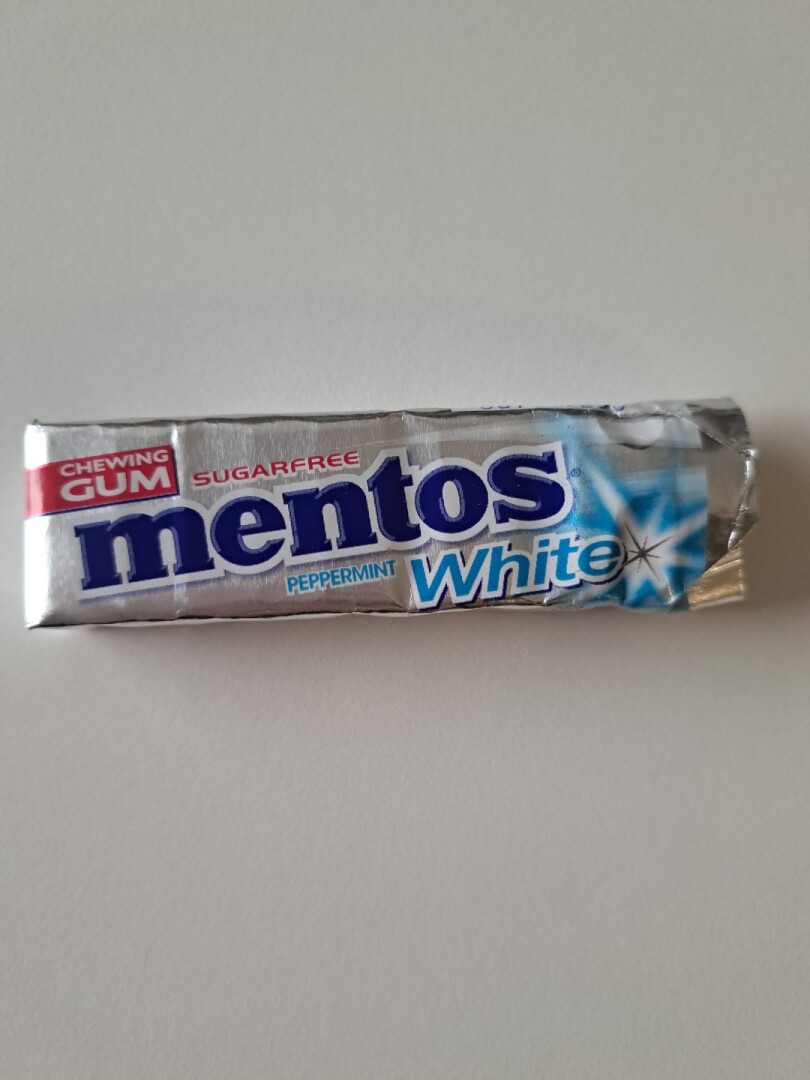 CHEWING
GUM
SUGARFREE
mentos®
PEPPERMINT
White